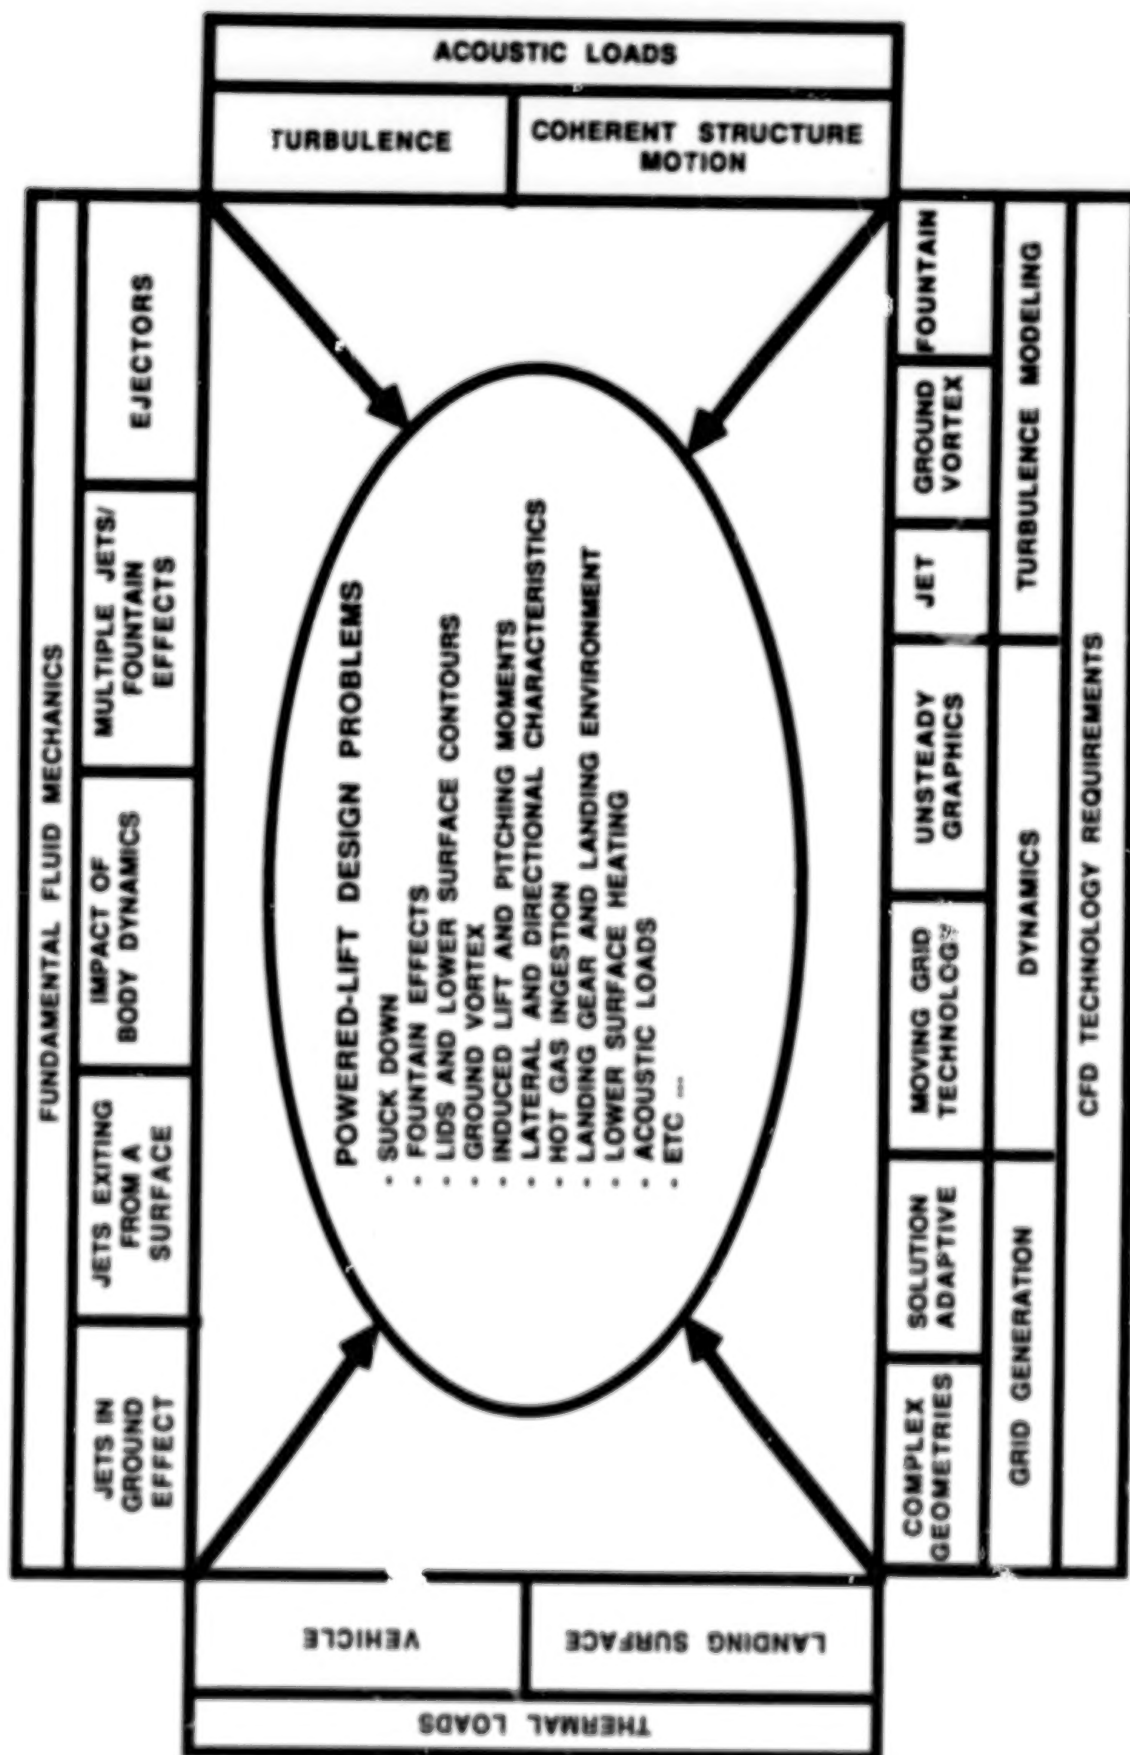 FUNDAMENTAL FLUID MECHANICS
JETS IN
GROUND
EFFECT
JETS EXITING
FROM A
SURFACE
IMPACT OF
BODY DYNAMICS
MULTIPLE JETS/
FOUNTAIN
EFFECTS
EJECTORS
THERMAL LOADS
VEHICLE
LANDING SURFACE
POWERED-LIFT DESIGN PROBLEMS
- SUCK DOWN
- FOUNTAIN EFFECTS
- LIDS AND LOWER SURFACE CONTOURS
- GROUND VORTEX
- INDUCED LIFT AND PITCHING MOMENTS
- LATERAL AND DIRECTIONAL CHARACTERISTICS
- HOT GAS INGESTION
- LANDING GEAR AND LANDING ENVIRONMENT
- LOWER SURFACE HEATING
- ACOUSTIC LOADS
- ETC ...
ACOUSTIC LOADS
TURBULENCE
COHERENT STRUCTURE
MOTION
COMPLEX
GEOMETRIES
SOLUTION
ADAPTIVE
MOVING GRID
TECHNOLOGY
UNSTEADY
GRAPHICS
JET
GROUND
VORTEX
FOUNTAIN
GRID GENERATION
DYNAMICS
TURBULENCE MODELING
CFD TECHNOLOGY REQUIREMENTS